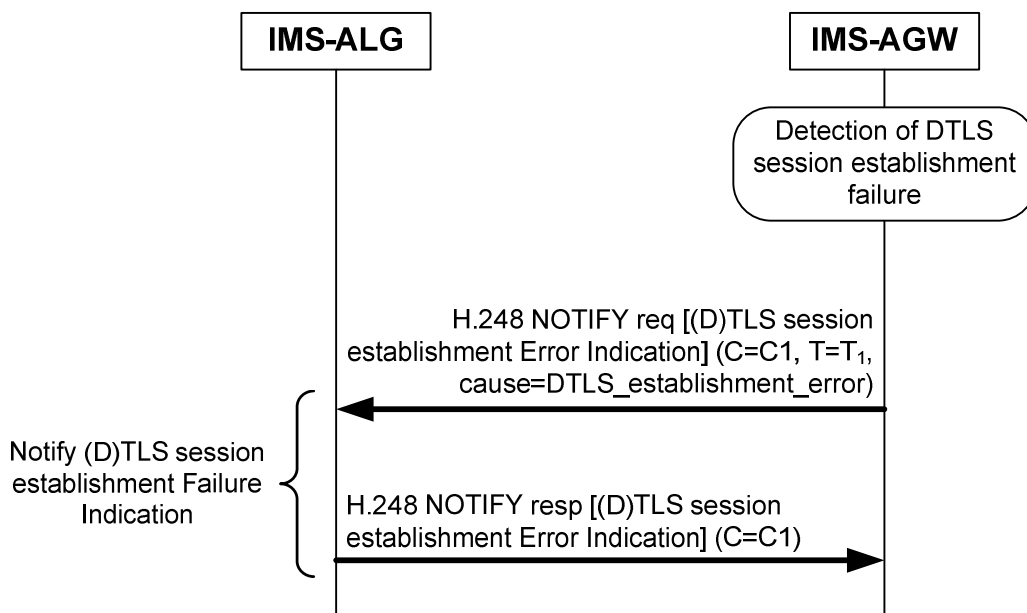 IMS-ALG
IMS-AGW
Detection of DTLS
session establishment
failure
H.248 NOTIFY req [(D)TLS session
establishment Error Indication] (C=C1, T=T₁,
cause=DTLS_establishment_error)
Notify (D)TLS session
establishment Failure
Indication
H.248 NOTIFY resp [(D)TLS session
establishment Error Indication] (C=C1)